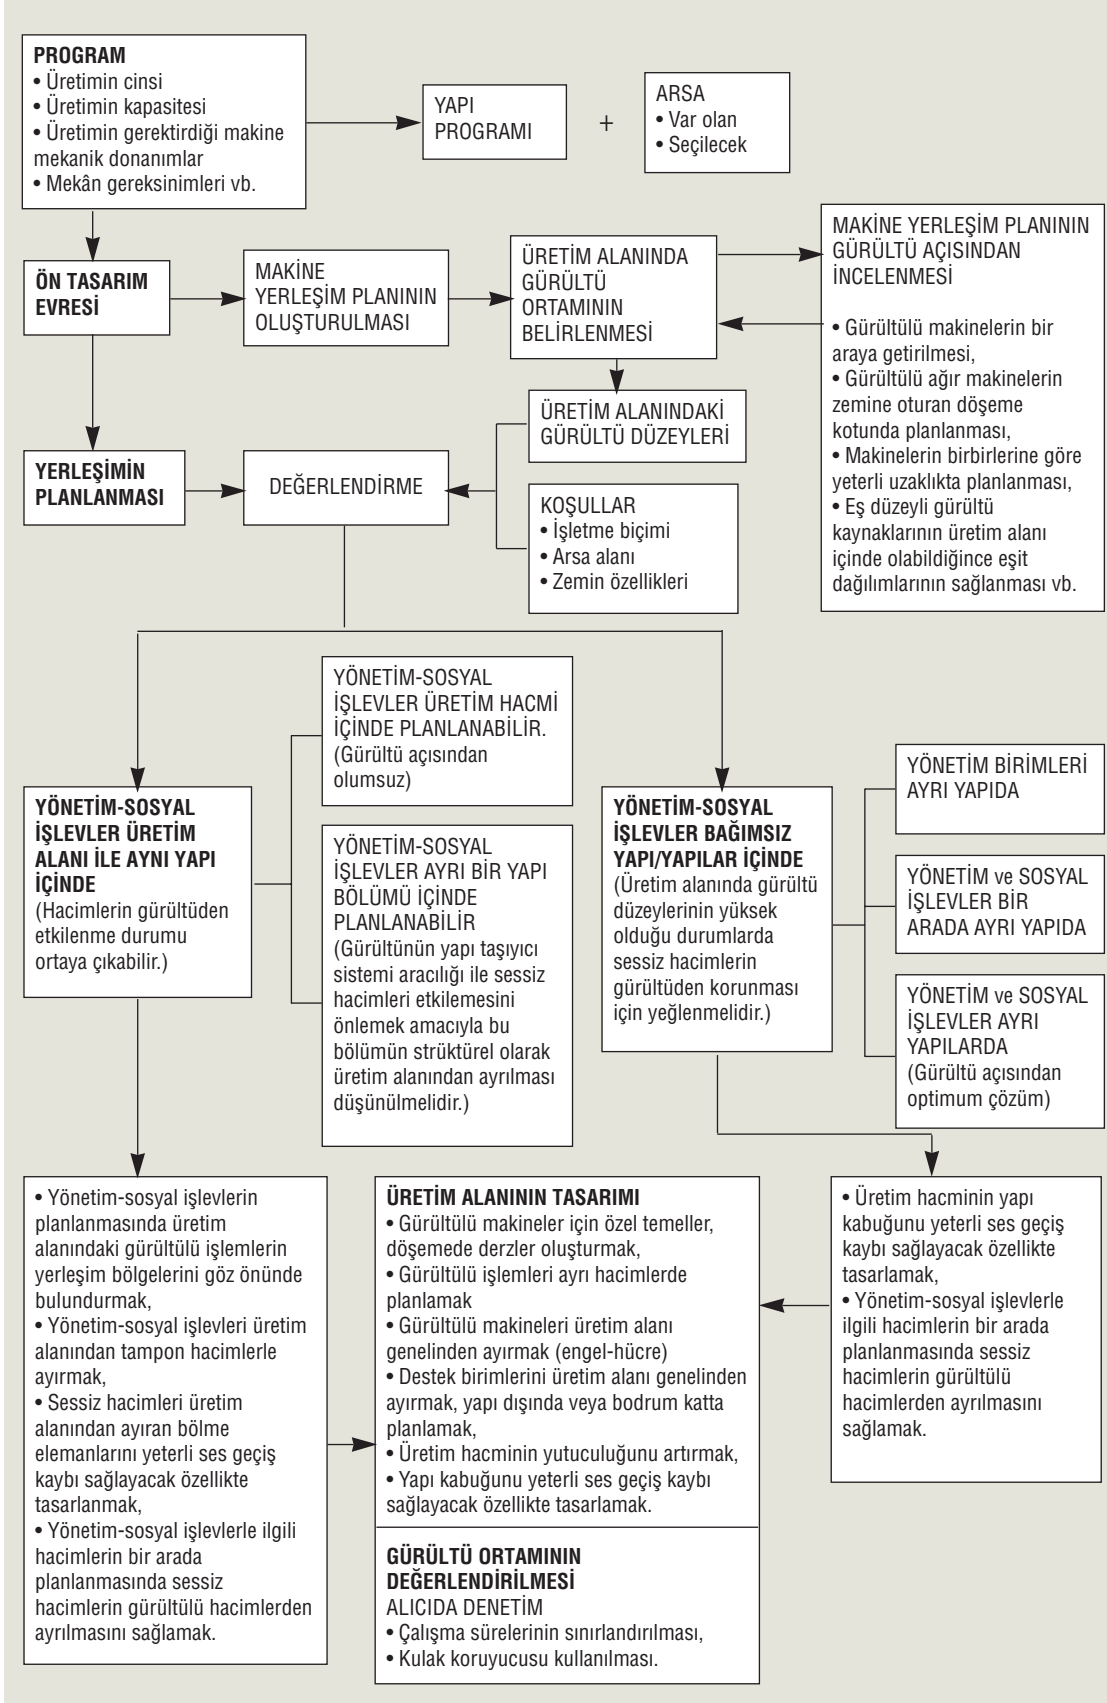 PROGRAM
• Üretimin cinsi
• Üretimin kapasitesi
• Üretimin gerektirdiği makine
mekanik donanımlar
• Mekân gereksinimleri vb.
YAPI
PROGRAMI
+
ARSA
• Var olan
• Seçilecek
ÖN TASARIM
EVRESİ
MAKİNE
YERLEŞİM PLANININ
OLUŞTURULMASI
ÜRETİM ALANINDA
GÜRÜLTÜ
ORTAMININ
BELİRLENMESİ
MAKİNE YERLEŞİM PLANININ
GÜRÜLTÜ AÇISINDAN
İNCELENMESİ
• Gürültülü makinelerin bir
araya getirilmesi,
• Gürültülü ağır makinelerin
zemine oturan döşeme
kotunda planlanması,
• Makinelerin birbirlerine göre
yeterli uzaklıkta planlanması,
• Eş düzeyli gürültü
kaynaklarının üretim alanı
içinde olabildiğince eşit
dağılımlarının sağlanması vb.
ÜRETİM ALANINDAKİ
GÜRÜLTÜ DÜZEYLERİ
YERLEŞİMİN
PLANLANMASI
DEĞERLENDİRME
KOŞULLAR
• İşletme biçimi
• Arsa alanı
• Zemin özellikleri
YÖNETİM-SOSYAL
İŞLEVLER ÜRETİM HACMİ
İÇİNDE PLANLANABİLİR.
(Gürültü açısından
olumsuz)
YÖNETİM-SOSYAL
İŞLEVLER ÜRETİM
ALANI İLE AYNI YAPI
İÇİNDE
(Hacimlerin gürültüden
etkilenme durumu
ortaya çıkabilir.)
YÖNETİM-SOSYAL
İŞLEVLER AYRI BİR YAPI
BÖLÜMÜ İÇİNDE
PLANLANABİLİR
(Gürültünün yapı taşıyıcı
sistemi aracılığı ile sessiz
hacimleri etkilemesini
önlemek amacıyla bu
bölümün strüktürel olarak
üretim alanından ayrılması
düşünülmelidir.)
YÖNETİM-SOSYAL
İŞLEVLER BAĞIMSIZ
YAPI/YAPILAR İÇİNDE
(Üretim alanında gürültü
düzeylerinin yüksek
olduğu durumlarda
sessiz hacimlerin
gürültüden korunması
için yeğlenmelidir.)
YÖNETİM BİRİMLERİ
AYRI YAPIDA
YÖNETİM ve SOSYAL
İŞLEVLER BİR
ARADA AYRI YAPIDA
YÖNETİM ve SOSYAL
İŞLEVLER AYRI
YAPILARDA
(Gürültü açısından
optimum çözüm)
• Yönetim-sosyal işlevlerin
planlanmasında üretim
alanındaki gürültülü işlemlerin
yerleşim bölgelerini göz önünde
bulundurmak,
• Yönetim-sosyal işlevleri üretim
alanından tampon hacimlerle
ayırmak,
• Sessiz hacimleri üretim
alanından ayıran bölme
elemanlarını yeterli ses geçiş
kaybı sağlayacak özellikte
tasarlanmak,
• Yönetim-sosyal işlevlerle ilgili
hacimlerin bir arada
planlanmasında sessiz
hacimlerin gürültülü hacimlerden
ayrılmasını sağlamak.
ÜRETİM ALANININ TASARIMI
• Gürültülü makineler için özel temeller,
döşemede derzler oluşturmak,
• Gürültülü işlemleri ayrı hacimlerde
planlamak
• Gürültülü makineleri üretim alanı
genelinden ayırmak (engel-hücre)
• Destek birimlerini üretim alanı genelinden
ayırmak, yapı dışında veya bodrum katta
planlamak,
• Üretim hacminin yutuculuğunu artırmak,
• Yapı kabuğunu yeterli ses geçiş kaybı
sağlayacak özellikte tasarlamak.
GÜRÜLTÜ ORTAMININ
DEĞERLENDİRİLMESİ
ALICIDA DENETİM
• Çalışma sürelerinin sınırlandırılması,
• Kulak koruyucusu kullanılması.
• Üretim hacminin yapı
kabuğunu yeterli ses geçiş
kaybı sağlayacak özellikte
tasarlamak,
• Yönetim-sosyal işlevlerle
ilgili hacimlerin bir arada
planlanmasında sessiz
hacimlerin gürültülü
hacimlerden ayrılmasını
sağlamak.